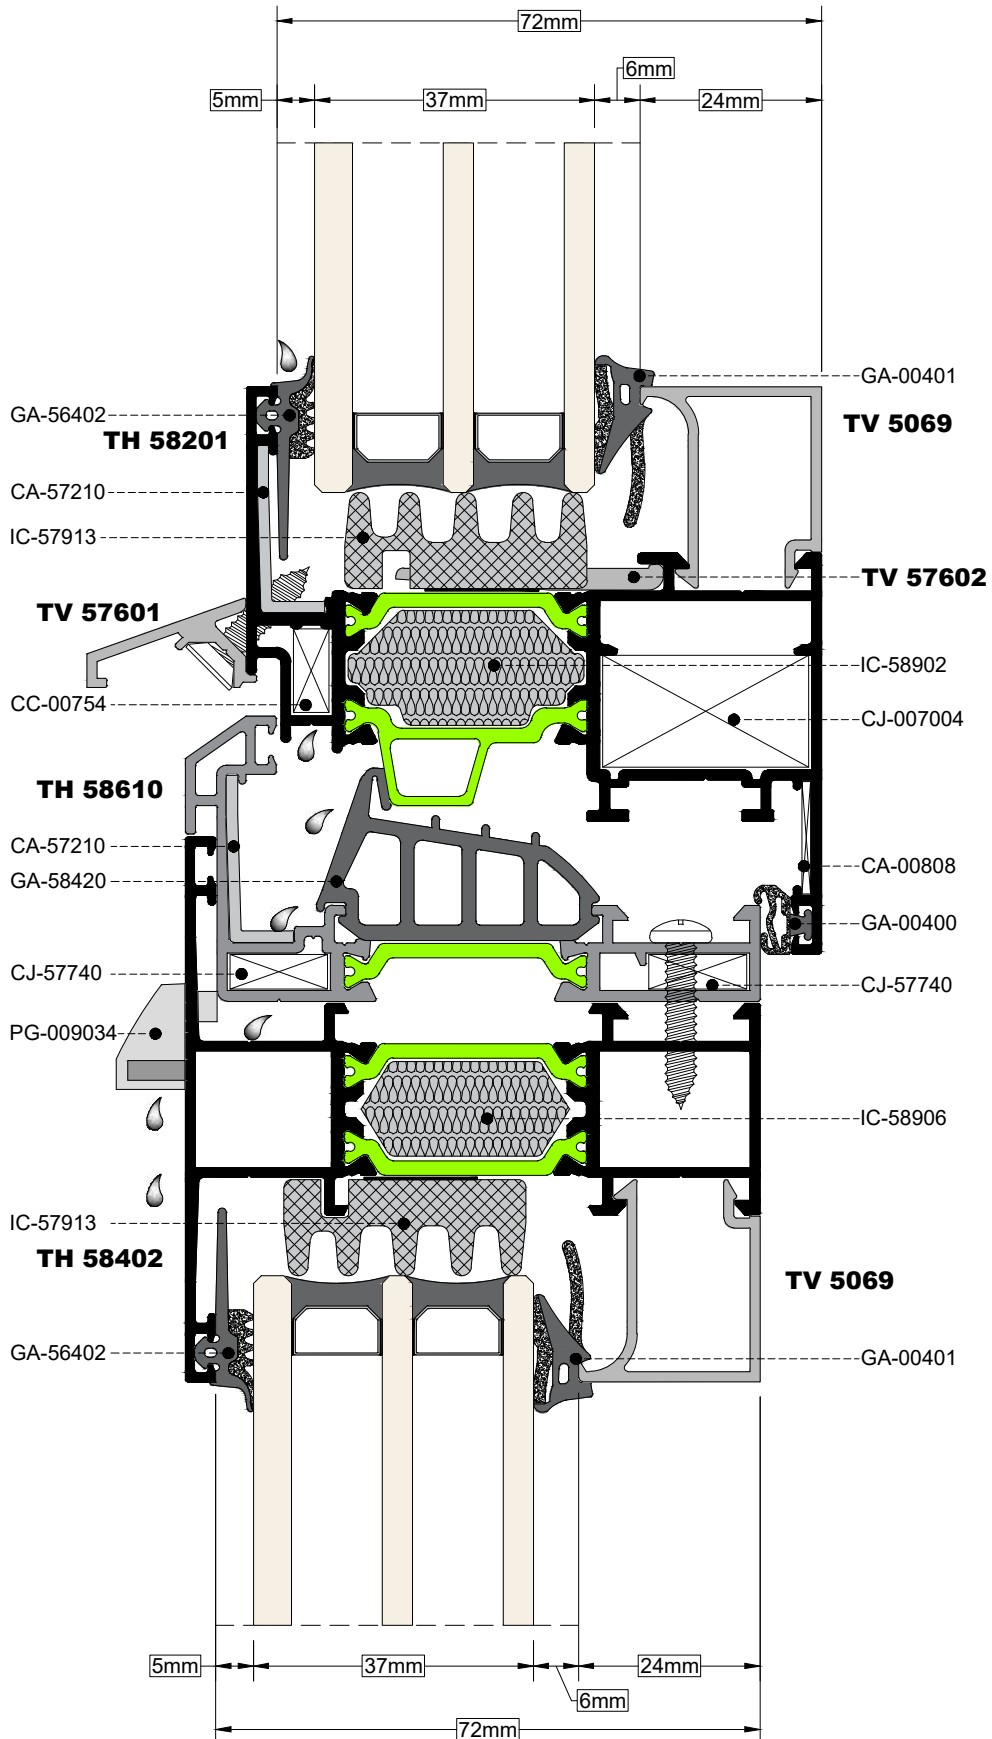 72mm
6mm
5mm
37mm
24mm
GA-00401
GA-56402
TV 5069
TH 58201
CA-57210
IC-57913
TV 57602
TV 57601
IC-58902
CC-00754
CJ-007004
TH 58610
CA-57210
CA-00808
GA-58420
GA-00400
CJ-57740
CJ-57740
PG-009034
IC-58906
IC-57913
TH 58402
TV 5069
GA-56402
GA-00401
5mm
37mm
24mm
6mm
72mm